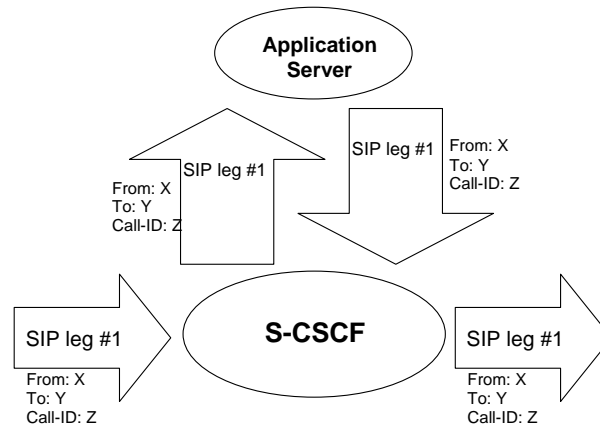 Application
Server
SIP leg #1
From: X
To: Y
Call-ID: Z
SIP leg #1
From: X
To: Y
Call-ID: Z
S-CSCF
SIP leg #1
From: X
To: Y
Call-ID: Z
SIP leg #1
From: X
To: Y
Call-ID: Z